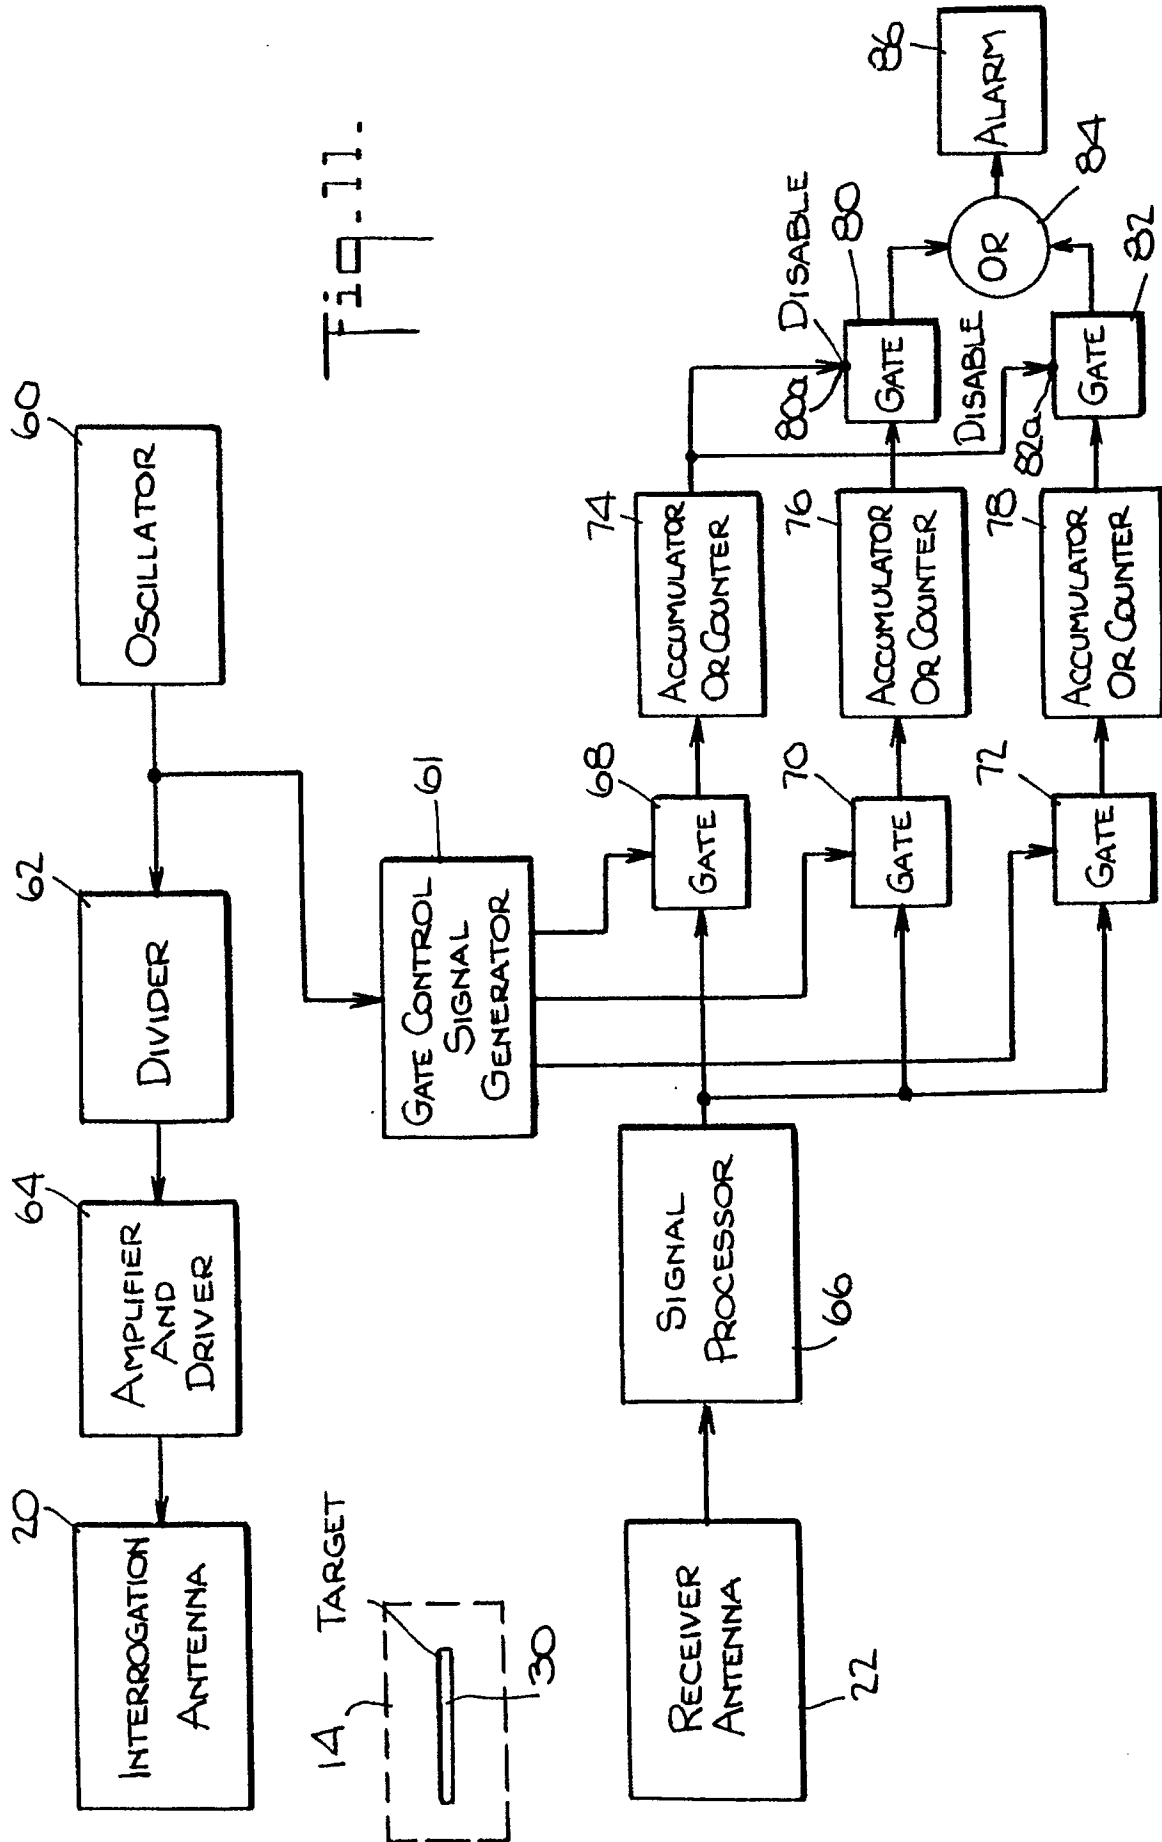 Fig. 11.
20
INTERROGATION
ANTENNA
64
AMPLIFIER
AND
DRIVER
62
DIVIDER
60
OSCILLATOR
14
TARGET
30
61
GATE CONTROL
SIGNAL
GENERATOR
RECEIVER
ANTENNA
22
SIGNAL
PROCESSOR
66
68
GATE
70
GATE
72
GATE
74
ACCUMULATOR
OR COUNTER
76
ACCUMULATOR
OR COUNTER
78
ACCUMULATOR
OR COUNTER
DISABLE
80a
80
GATE
DISABLE
82a
GATE
82
OR
84
86
ALARM